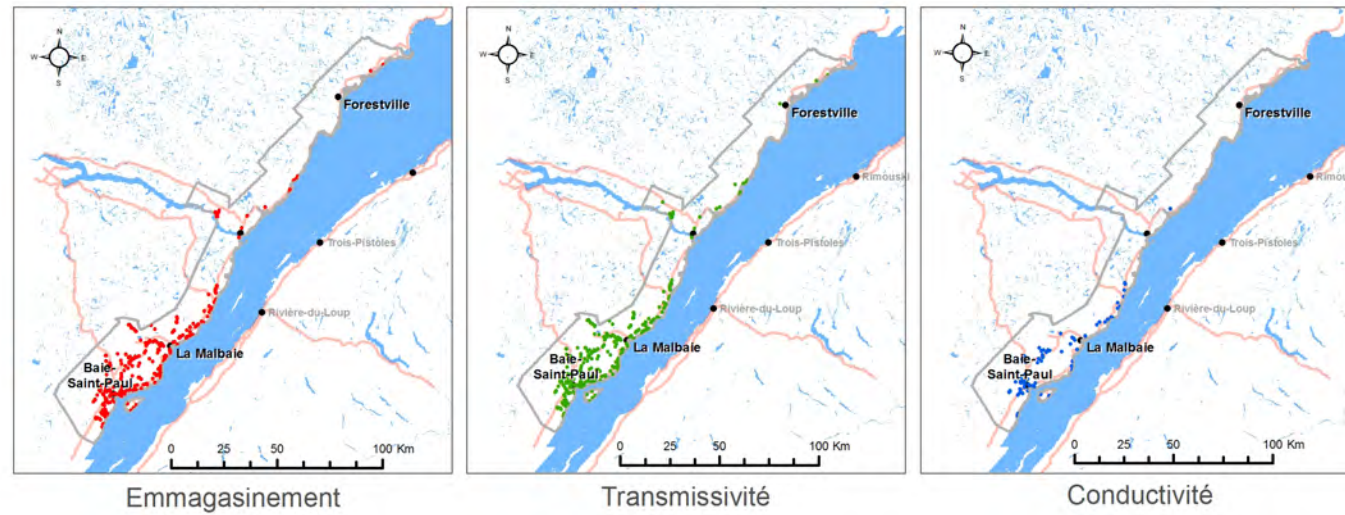 N
W E
S
Forestville
La Malbaie
Baie-
Saint-Paul
Trois-Pistoles
Rivière-du-Loup
0 25 50 100 Km
Emmagasinement
N
W E
S
Forestville
Rimouski
Trois-Pistoles
Rivière-du-Loup
La Malbaie
Baie-
Saint-Paul
0 25 50 100 Km
Transmissivité
N
W E
S
Forestville
Rimou
Trois-Pistoles
Rivière-du-Loup
La Malbaie
Baie-
Saint-Paul
0 25 50 100 Km
Conductivité